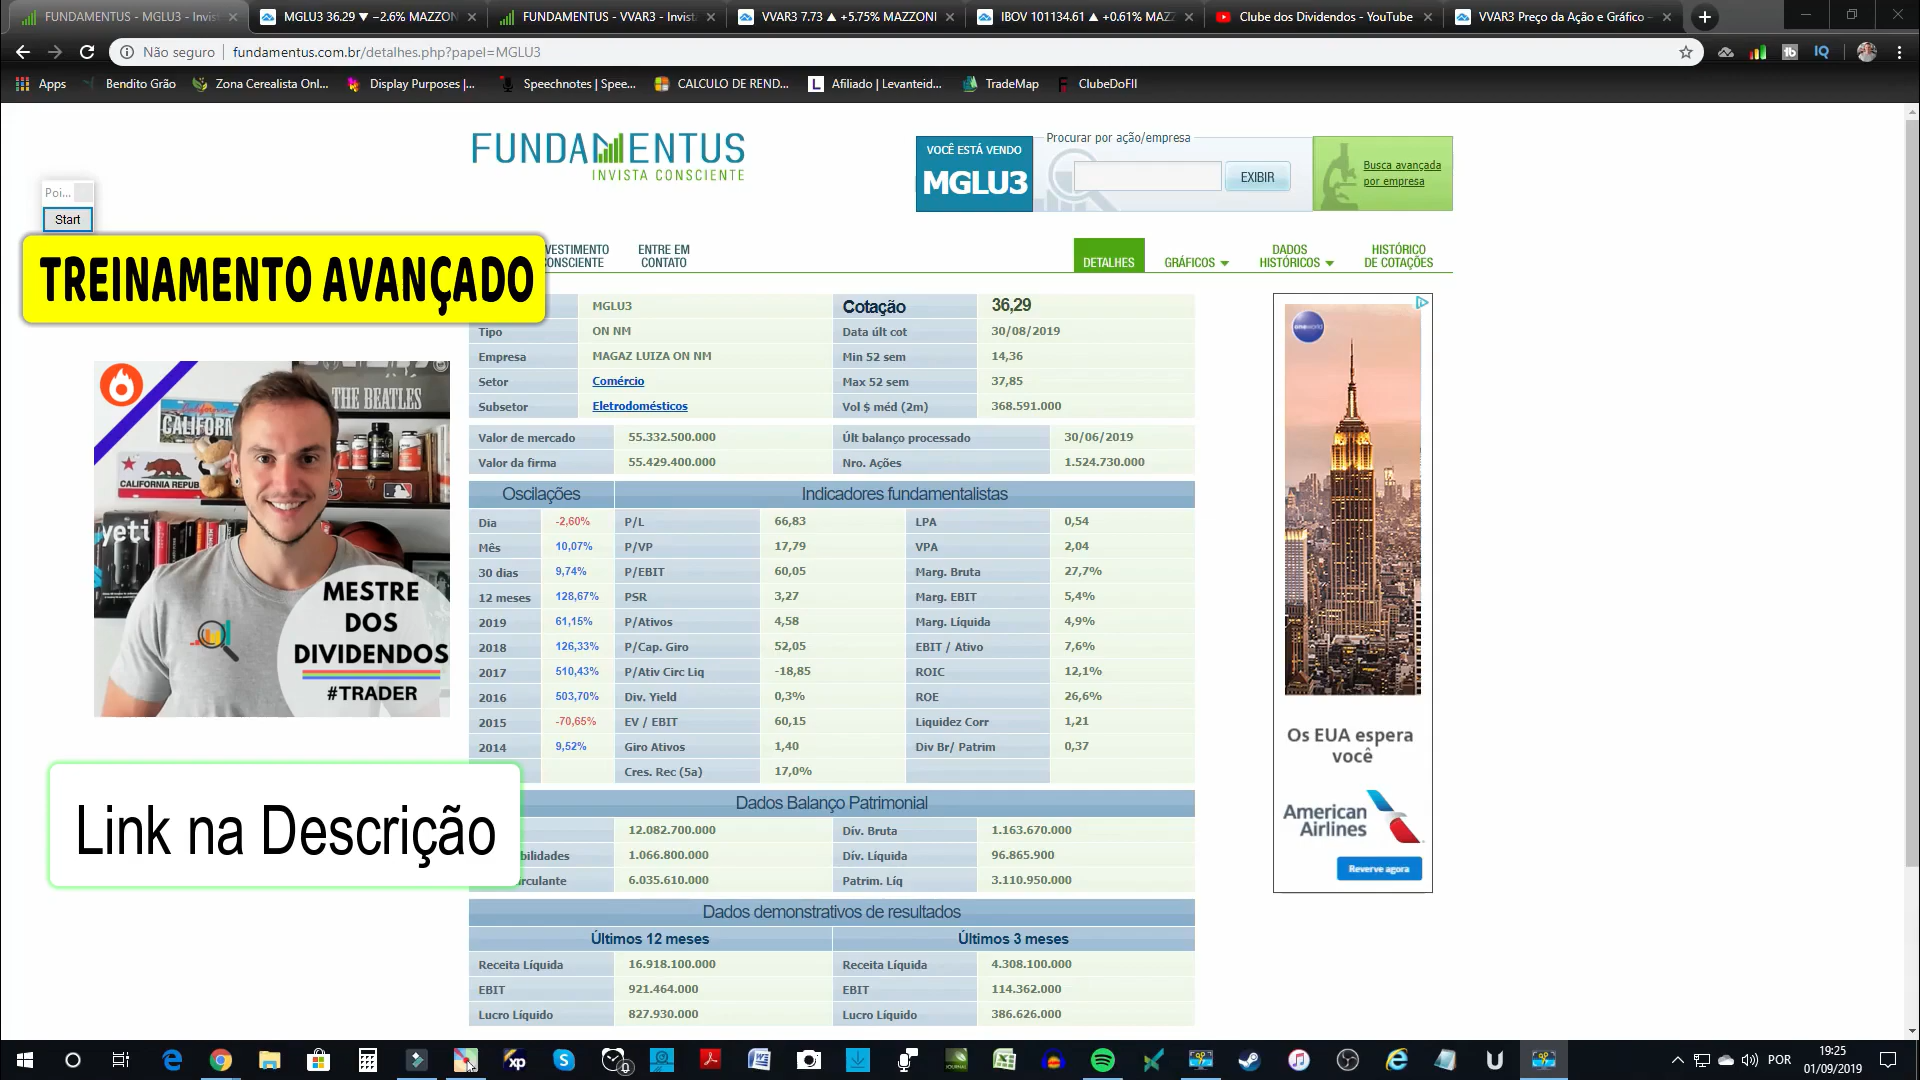 FUNDAMENTUS - MGLU3 - Invist
MGLU3 36.29 ▼ −2.6% MAZZON
FUNDAMENTUS - VVAR3 - Invist
VVAR3 7.73 ▲ +5.75% MAZZONI
IBOV 101134.61 ▲ +0.61% MAZ
Clube dos Dividendos - YouTube
VVAR3 Preço da Ação e Gráfico -
Não seguro
fundamentus.com.br/detalhes.php?papel=MGLU3
Apps
Bendito Grão
Zona Cerealista Onl...
Display Purposes |...
Speechnotes | Spee...
CALCULO DE REND...
Afiliado | Levanteid...
TradeMap
ClubeDoFII
FUNDAMENTUS
INVISTA CONSCIENTE
VOCÊ ESTÁ VENDO
MGLU3
Procurar por ação/empresa
EXIBIR
Busca avançada
por empresa
Poi...
Start
TREINAMENTO AVANÇADO
VESTIMENTO
ONSCIENTE
ENTRE EM
CONTATO
DETALHES
GRÁFICOS
DADOS
HISTÓRICOS
HISTÓRICO
DE COTAÇÕES
MGLU3
Cotação 36,29
Tipo ON NM
Data últ cot 30/08/2019
Empresa MAGAZ LUIZA ON NM
Min 52 sem 14,36
Setor Comércio
Max 52 sem 37,85
Subsetor Eletrodomésticos
Vol $ méd (2m) 368.591.000
Valor de mercado 55.332.500.000
Últ balanço processado 30/06/2019
Valor da firma 55.429.400.000
Nro. Ações 1.524.730.000
Oscilações Indicadores fundamentalistas
Dia -2,60% P/L 66,83 LPA 0,54
Mês 10,07% P/VP 17,79 VPA 2,04
30 dias 9,74% P/EBIT 60,05 Marg. Bruta 27,7%
12 meses 128,67% PSR 3,27 Marg. EBIT 5,4%
2019 61,15% P/Ativos 4,58 Marg. Líquida 4,9%
2018 126,33% P/Cap. Giro 52,05 EBIT / Ativo 7,6%
2017 510,43% P/Ativ Circ Liq -18,85 ROIC 12,1%
2016 503,70% Div. Yield 0,3% ROE 26,6%
2015 -70,65% EV / EBIT 60,15 Liquidez Corr 1,21
2014 9,52% Giro Ativos 1,40 Div Br/ Patrim 0,37
Cres. Rec (5a) 17,0%
Dados Balanço Patrimonial
12.082.700.000 Dív. Bruta 1.163.670.000
bilidades 1.066.800.000 Dív. Líquida 96.865.900
irculante 6.035.610.000 Patrim. Líq 3.110.950.000
Dados demonstrativos de resultados
Últimos 12 meses Últimos 3 meses
Receita Líquida 16.918.100.000 Receita Líquida 4.308.100.000
EBIT 921.464.000 EBIT 114.362.000
Lucro Líquido 827.930.000 Lucro Líquido 386.626.000
THE BEATLES
CALIFORN
CALIFORNIA REPUB
yeti
MESTRE
DOS
DIVIDENDOS
#TRADER
Link na Descrição
oneworld
Os EUA espera
você
American
Airlines
Reverve agora
xp
POR
19:25
01/09/2019